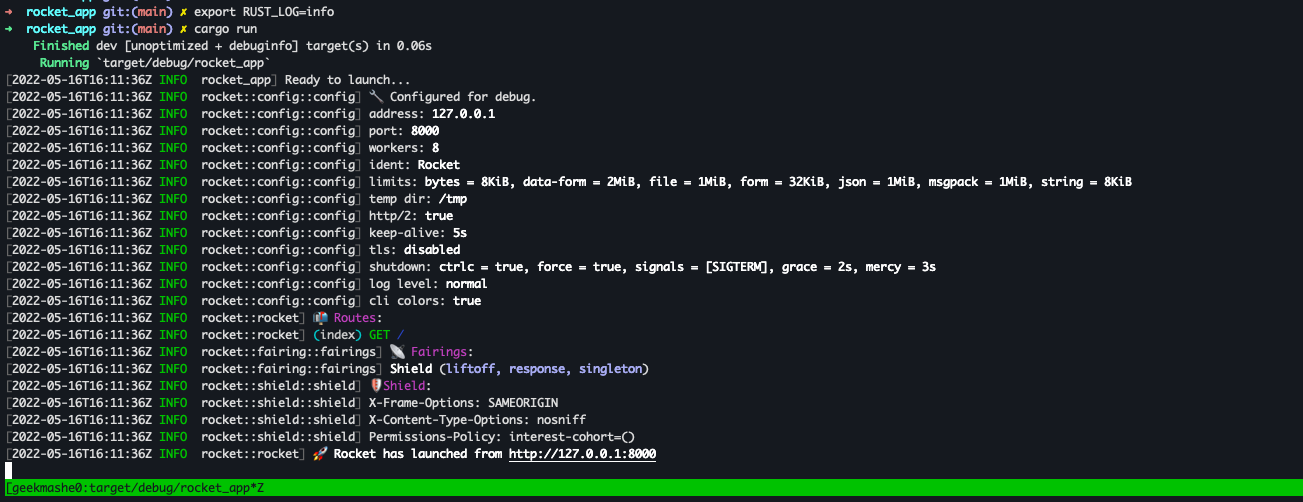 rocket_app git:(main) ✗ export RUST_LOG=info
→ rocket_app git:(main) ✗ cargo run
Finished dev [unoptimized + debuginfo] target(s) in 0.06s
Running `target/debug/rocket_app`
[2022-05-16T16:11:36Z INFO rocket_app] Ready to launch...
[2022-05-16T16:11:36Z INFO rocket::config::config] 🔧 Configured for debug.
[2022-05-16T16:11:36Z INFO rocket::config::config] address: 127.0.0.1
[2022-05-16T16:11:36Z INFO rocket::config::config] port: 8000
[2022-05-16T16:11:36Z INFO rocket::config::config] workers: 8
[2022-05-16T16:11:36Z INFO rocket::config::config] ident: Rocket
[2022-05-16T16:11:36Z INFO rocket::config::config] limits: bytes = 8KiB, data-form = 2MiB, file = 1MiB, form = 32KiB, json = 1MiB, msgpack = 1MiB, string = 8KiB
[2022-05-16T16:11:36Z INFO rocket::config::config] temp dir: /tmp
[2022-05-16T16:11:36Z INFO rocket::config::config] http/2: true
[2022-05-16T16:11:36Z INFO rocket::config::config] keep-alive: 5s
[2022-05-16T16:11:36Z INFO rocket::config::config] tls: disabled
[2022-05-16T16:11:36Z INFO rocket::config::config] shutdown: ctrlc = true, force = true, signals = [SIGTERM], grace = 2s, mercy = 3s
[2022-05-16T16:11:36Z INFO rocket::config::config] log level: normal
[2022-05-16T16:11:36Z INFO rocket::config::config] cli colors: true
[2022-05-16T16:11:36Z INFO rocket::rocket] 📬 Routes:
[2022-05-16T16:11:36Z INFO rocket::rocket] (index) GET /
[2022-05-16T16:11:36Z INFO rocket::fairing::fairings] 📡 Fairings:
[2022-05-16T16:11:36Z INFO rocket::fairing::fairings] Shield (liftoff, response, singleton)
[2022-05-16T16:11:36Z INFO rocket::shield::shield] 🛡️Shield:
[2022-05-16T16:11:36Z INFO rocket::shield::shield] X-Frame-Options: SAMEORIGIN
[2022-05-16T16:11:36Z INFO rocket::shield::shield] X-Content-Type-Options: nosniff
[2022-05-16T16:11:36Z INFO rocket::shield::shield] Permissions-Policy: interest-cohort=()
[2022-05-16T16:11:36Z INFO rocket::rocket] 🚀 Rocket has launched from http://127.0.0.1:8000
[geekmashe0:target/debug/rocket_app*Z